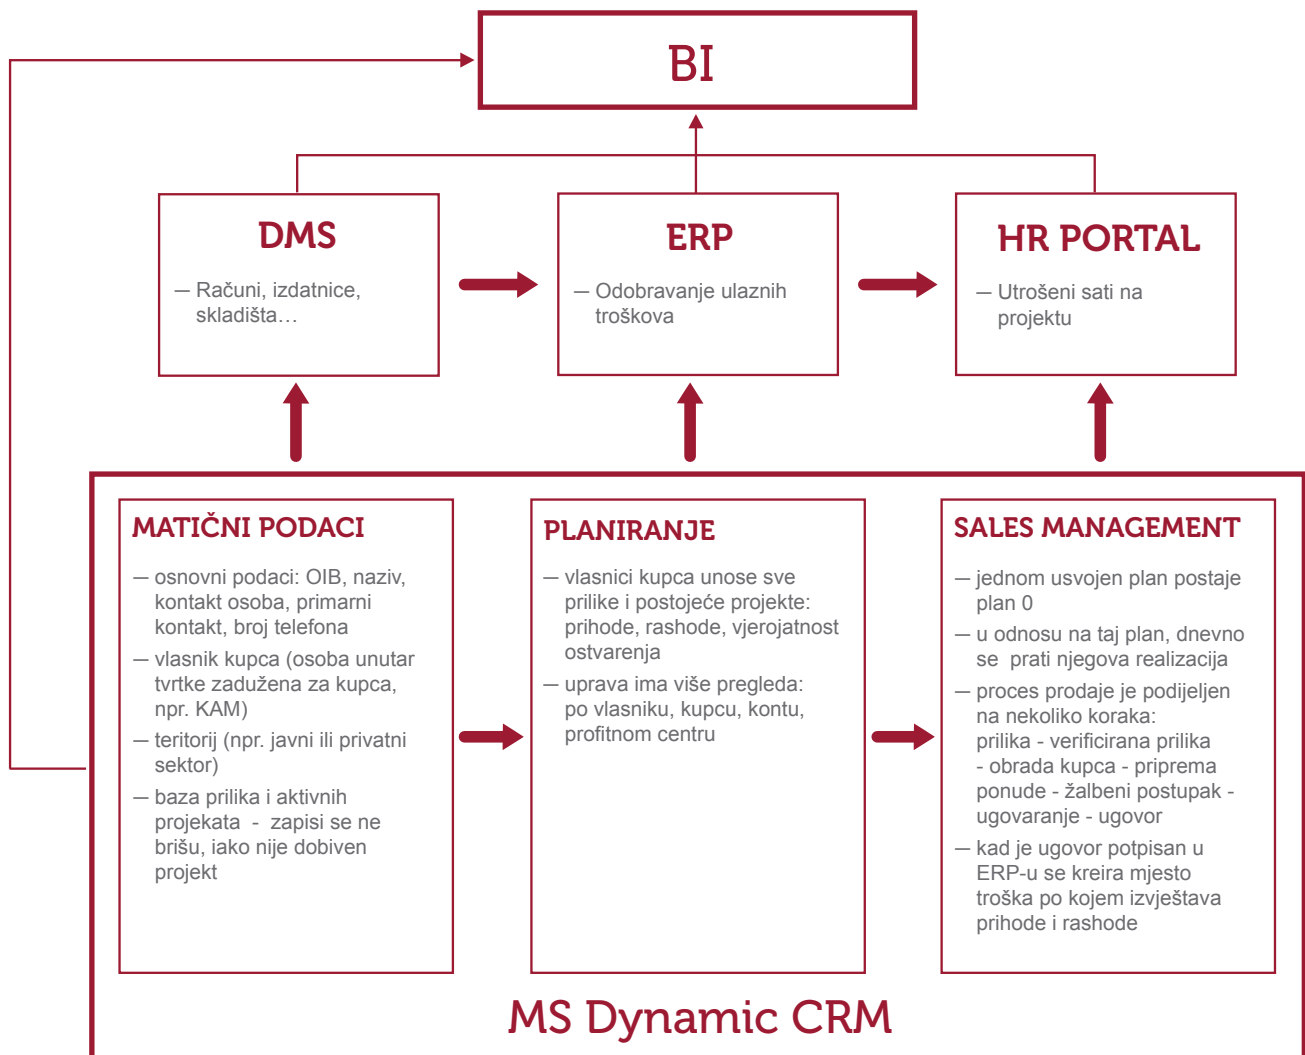 BI
DMS
— Računi, izdatnice,
skladišta…
ERP
— Odobravanje ulaznih
troškova
HR PORTAL
— Utrošeni sati na
projektu
MATIČNI PODACI
— osnovni podaci: OIB, naziv,
kontakt osoba, primarni
kontakt, broj telefona
— vlasnik kupca (osoba unutar
tvrtke zadužena za kupca,
npr. KAM)
— teritorij (npr. javni ili privatni
sektor)
— baza prilika i aktivnih
projekata - zapisi se ne
brišu, iako nije dobiven
projekt
PLANIRANJE
— vlasnici kupca unose sve
prilike i postojeće projekte:
prihode, rashode, vjerojatnost
ostvarenja
— uprava ima više pregleda:
po vlasniku, kupcu, kontu,
profitnom centru
SALES MANAGEMENT
— jednom usvojen plan postaje
plan 0
— u odnosu na taj plan, dnevno
se prati njegova realizacija
— proces prodaje je podijeljen
na nekoliko koraka:
prilika - verificirana prilika
- obrada kupca - priprema
ponude - žalbeni postupak -
ugovaranje - ugovor
— kad je ugovor potpisan u
ERP-u se kreira mjesto
troška po kojem izvještava
prihode i rashode
MS Dynamic CRM